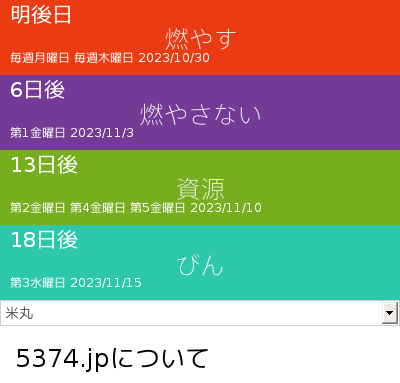 明後日
燃やす
毎週月曜日 毎週木曜日 2023/10/30
6日後
燃やさない
第1金曜日 2023/11/3
13日後
資源
第2金曜日 第4金曜日 第5金曜日 2023/11/10
18日後
びん
第3水曜日 2023/11/15
米丸
5374.jpについて